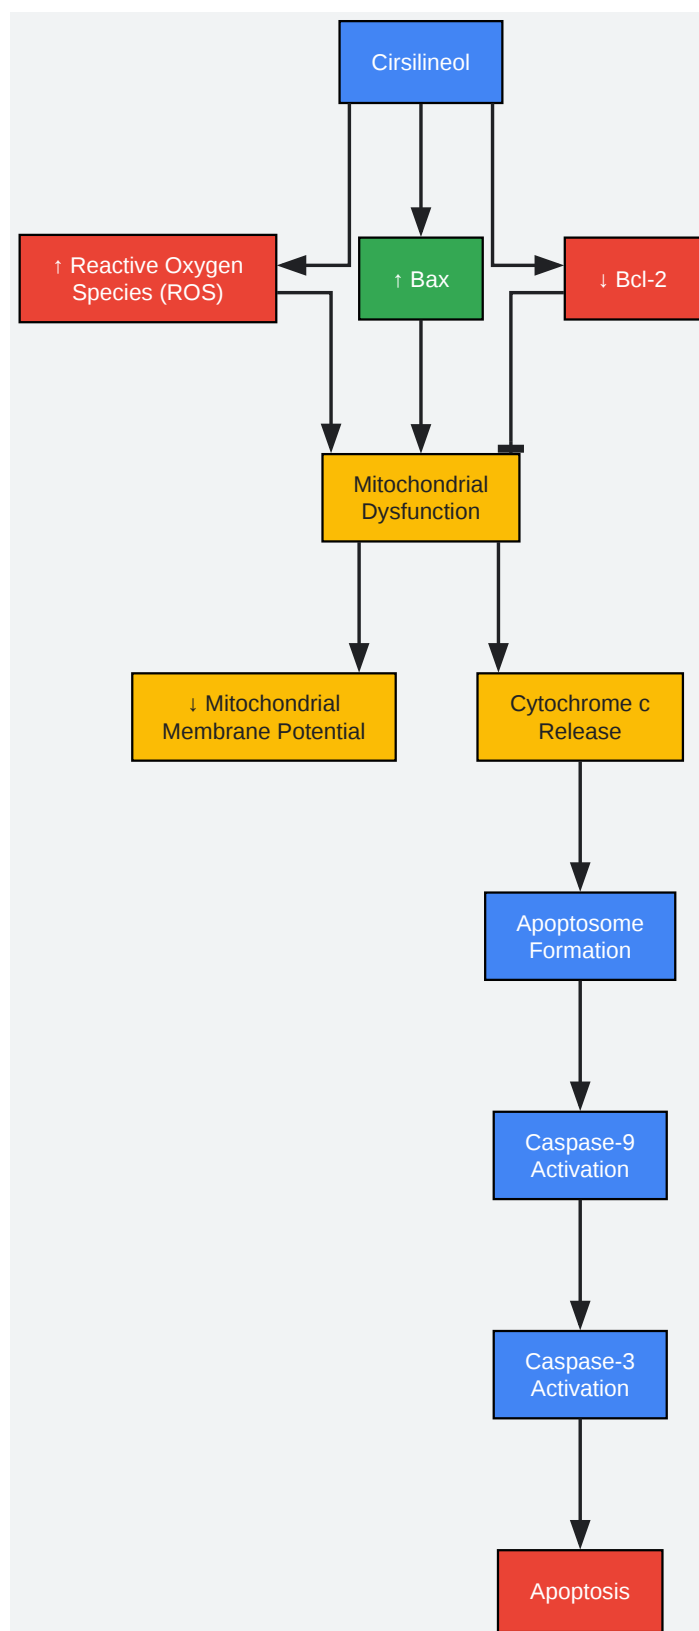 Cirsilineol
↑ Reactive Oxygen
Species (ROS)
↑ Bax
↓ Bcl-2
Mitochondrial
Dysfunction
↓ Mitochondrial
Membrane Potential
Cytochrome c
Release
Apoptosome
Formation
Caspase-9
Activation
Caspase-3
Activation
Apoptosis